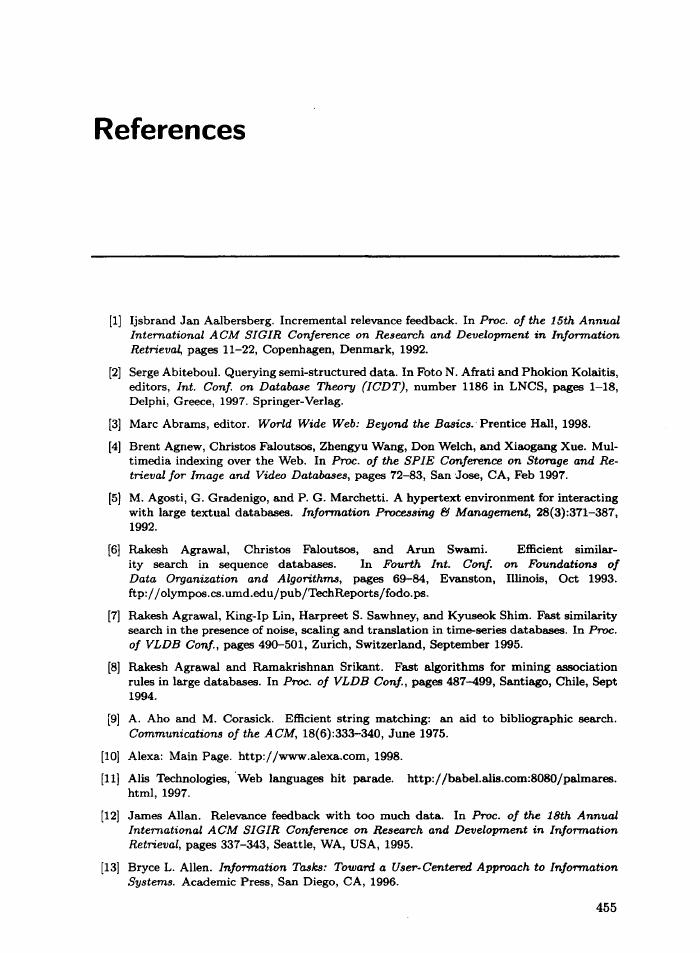 References
[1] Ijsbrand Jan Aalbersberg. Incremental relevance feedback. In Proc. of the 15th Annual
International ACM SIGIR Conference on Research and Development in Information
Retrieval, pages 11–22, Copenhagen, Denmark, 1992.
[2] Serge Abiteboul. Querying semi-structured data. In Foto N. Afrati and Phokion Kolaitis,
editors, Int. Conf. on Database Theory (ICDT), number 1186 in LNCS, pages 1–18,
Delphi, Greece, 1997. Springer-Verlag.
[3] Marc Abrams, editor. World Wide Web: Beyond the Basics. Prentice Hall, 1998.
[4] Brent Agnew, Christos Faloutsos, Zhengyu Wang, Don Welch, and Xiaogang Xue. Mul-
timedia indexing over the Web. In Proc. of the SPIE Conference on Storage and Re-
trieval for Image and Video Databases, pages 72–83, San Jose, CA, Feb 1997.
[5] M. Agosti, G. Gradenigo, and P. G. Marchetti. A hypertext environment for interacting
with large textual databases. Information Processing & Management, 28(3):371–387,
1992.
[6] Rakesh Agrawal, Christos Faloutsos, and Arun Swami. Efficient similar-
ity search in sequence databases. In Fourth Int. Conf. on Foundations of
Data Organization and Algorithms, pages 69–84, Evanston, Illinois, Oct 1993.
ftp://olympos.cs.umd.edu/pub/TechReports/fodo.ps.
[7] Rakesh Agrawal, King-Ip Lin, Harpreet S. Sawhney, and Kyuseok Shim. Fast similarity
search in the presence of noise, scaling and translation in time-series databases. In Proc.
of VLDB Conf., pages 490–501, Zurich, Switzerland, September 1995.
[8] Rakesh Agrawal and Ramakrishnan Srikant. Fast algorithms for mining association
rules in large databases. In Proc. of VLDB Conf., pages 487–499, Santiago, Chile, Sept
1994.
[9] A. Aho and M. Corasick. Efficient string matching: an aid to bibliographic search.
Communications of the ACM, 18(6):333–340, June 1975.
[10] Alexa: Main Page. http://www.alexa.com, 1998.
[11] Alis Technologies, Web languages hit parade. http://babel.alis.com:8080/palmares.
html, 1997.
[12] James Allan. Relevance feedback with too much data. In Proc. of the 18th Annual
International ACM SIGIR Conference on Research and Development in Information
Retrieval, pages 337–343, Seattle, WA, USA, 1995.
[13] Bryce L. Allen. Information Tasks: Toward a User-Centered Approach to Information
Systems. Academic Press, San Diego, CA, 1996.
455